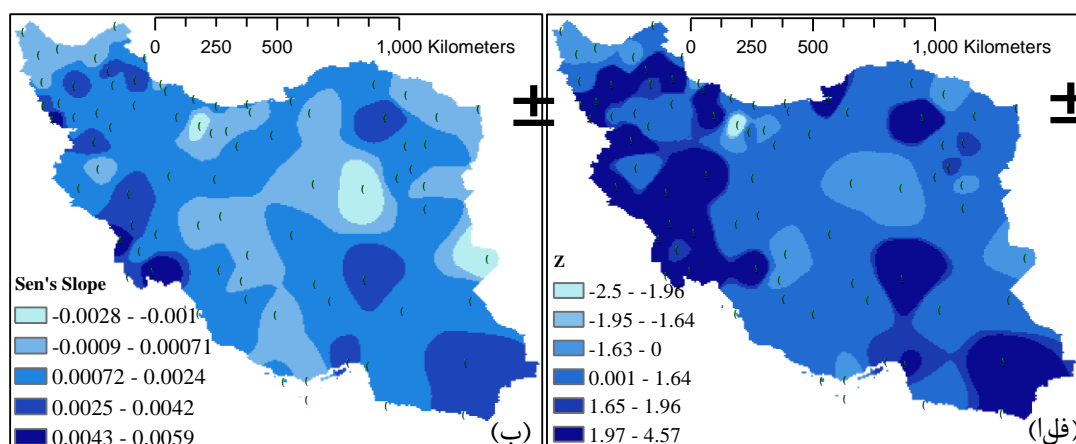 0 250 500 1,000 Kilometers
Sen's Slope
-0.0028 - -0.001
-0.0009 - 0.00071
0.00072 - 0.0024
0.0025 - 0.0042
0.0043 - 0.0059
(ب)
0 250 500 1,000 Kilometers
Z
-2.5 - -1.96
-1.95 - -1.64
-1.63 - 0
0.001 - 1.64
1.65 - 1.96
1.97 - 4.57
(فلا)